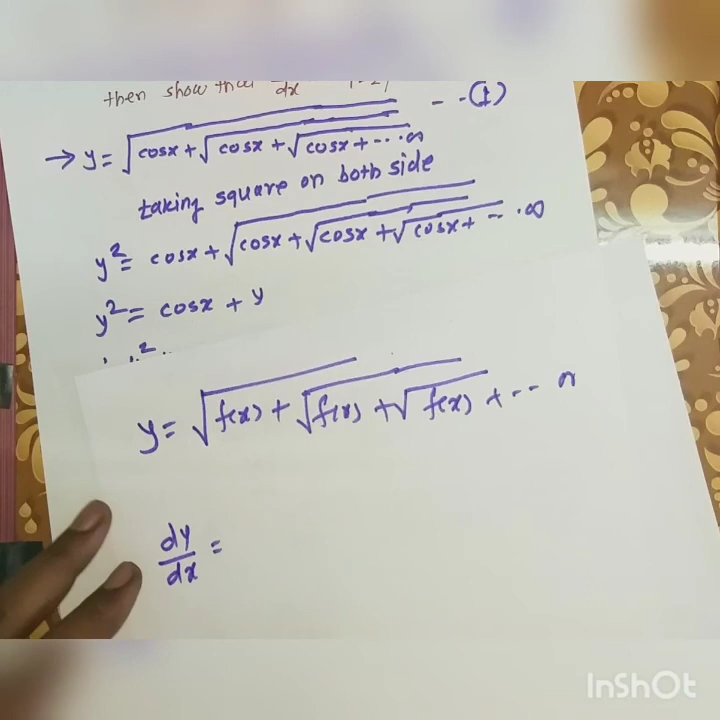 then show that dx
→ y = √cosx + √cosx + √cosx + ... ∞ - - (1)
taking square on both side
y² = cosx + √cosx + √cosx + √cosx + - .. ∞
y² = cosx + y
y = √f(x) + √f(x) + √f(x) + -- ∞
dy/dx =
InShOt